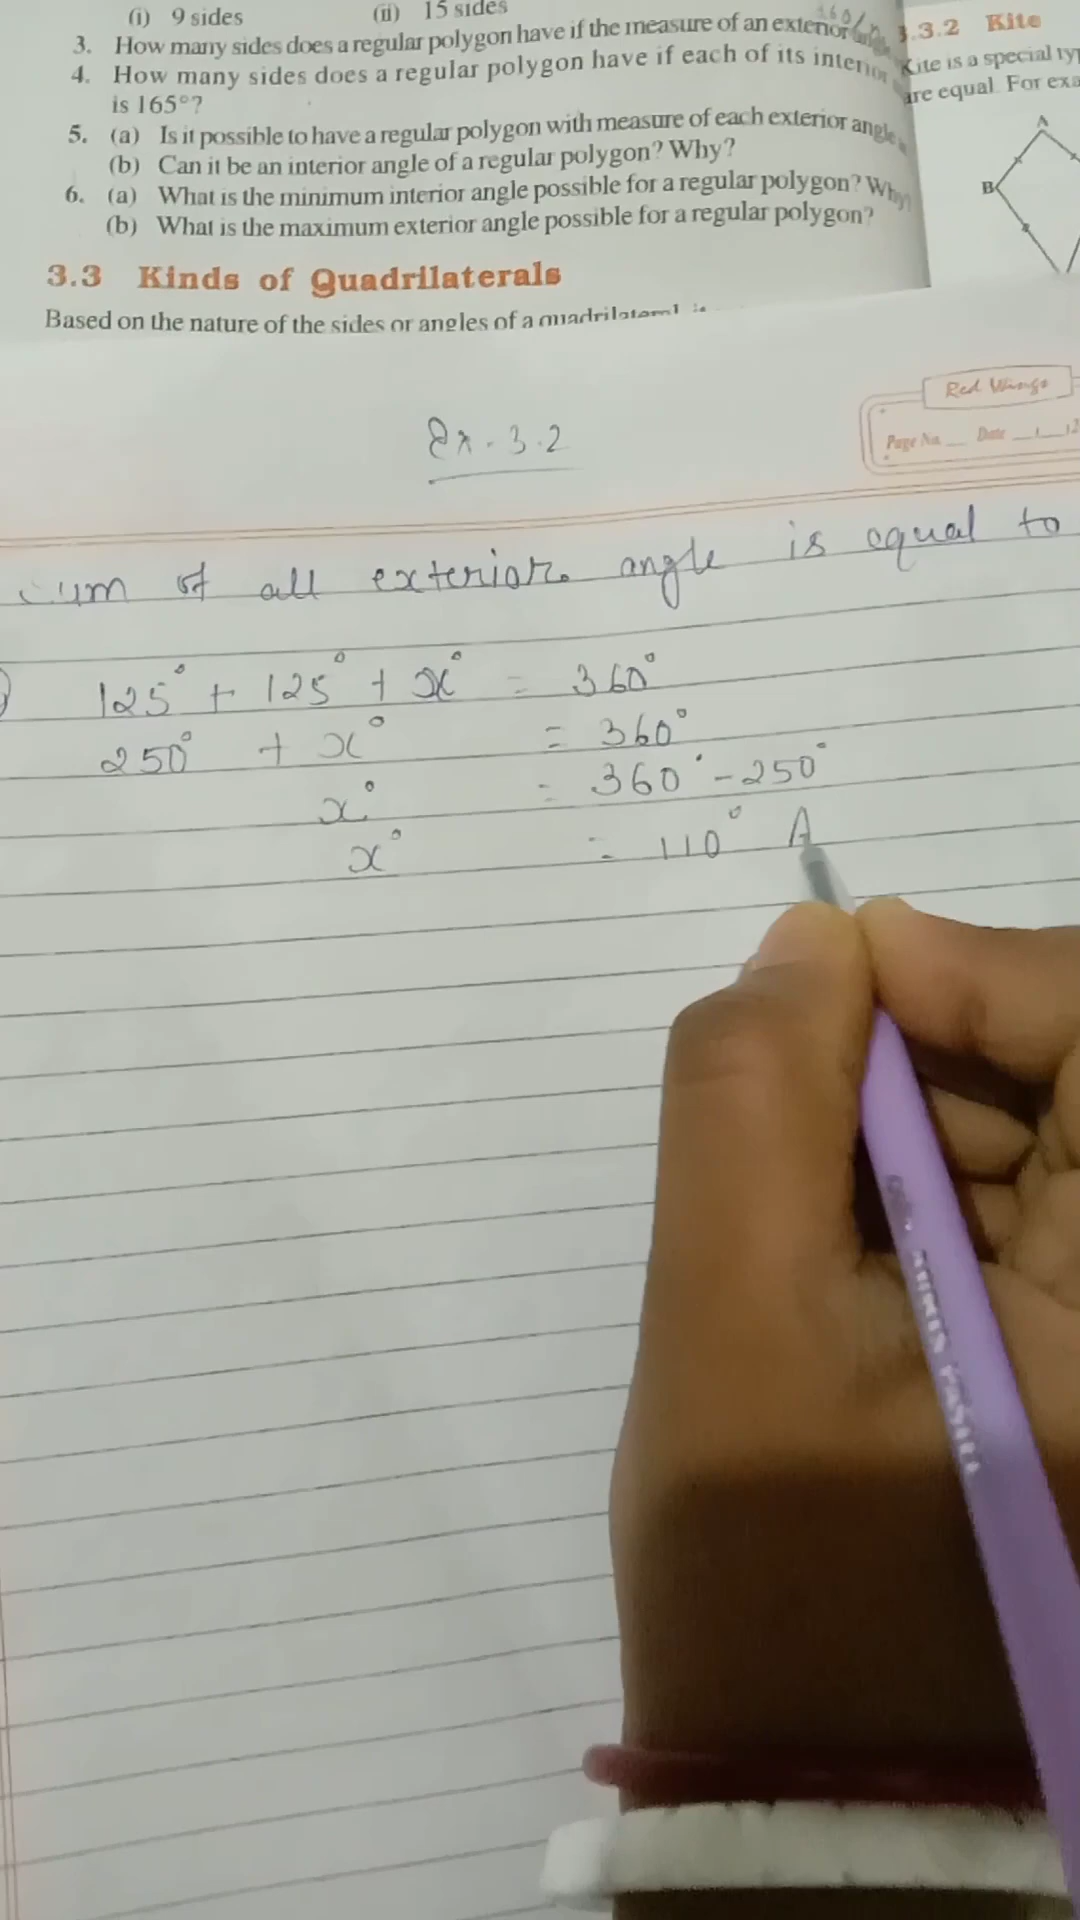 (i) 9 sides (ii) 15 sides
3. How many sides does a regular polygon have if the measure of an exterior
4. How many sides does a regular polygon have if each of its interior
is 165°?
5. (a) Is it possible to have a regular polygon with measure of each exterior angle
(b) Can it be an interior angle of a regular polygon? Why?
6. (a) What is the minimum interior angle possible for a regular polygon? Why?
(b) What is the maximum exterior angle possible for a regular polygon?
3.3 Kinds of Quadrilaterals
Based on the nature of the sides or angles of a quadrilateral
3.3.2 Kite
Kite is a special
are equal. For
A
B
Red Wings
Page No. Date
Ex-3.2
sum of all exterior angle is equal to
125° + 125° + x° = 360°
250° + x° = 360°
x° = 360° - 250°
x° = 110° A